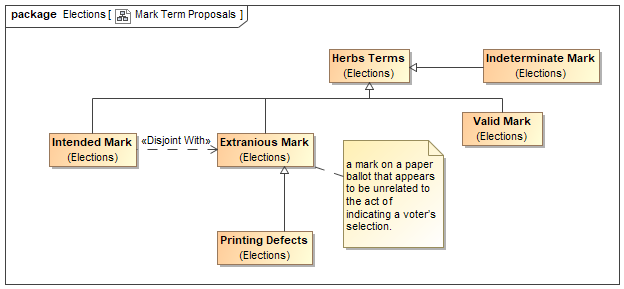 package Elections [ Mark Term Proposals ]
Herbs Terms
(Elections)
Indeterminate Mark
(Elections)
Valid Mark
(Elections)
Intended Mark
(Elections)
«Disjoint With»
Extranious Mark
(Elections)
a mark on a paper
ballot that appears
to be unrelated to
the act of
indicating a voter's
selection.
Printing Defects
(Elections)